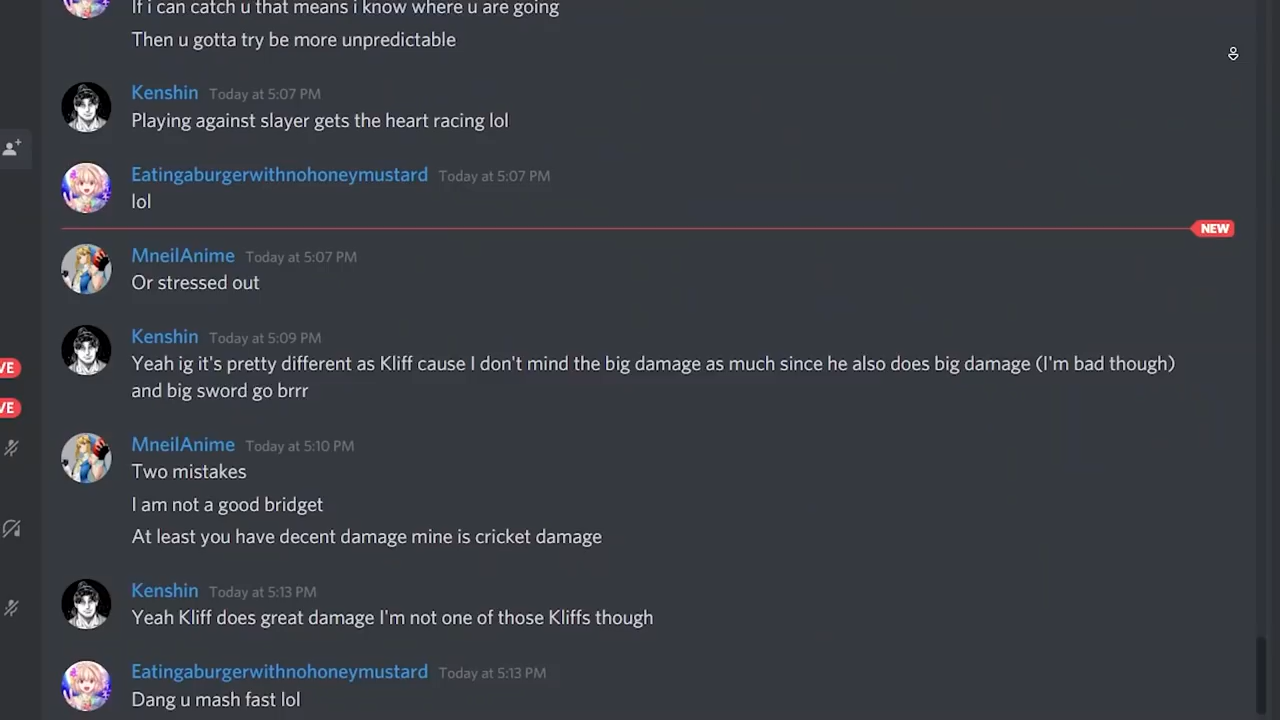 If i can catch u that means i know where u are going
Then u gotta try be more unpredictable
Kenshin Today at 5:07 PM
Playing against slayer gets the heart racing lol
Eatingaburgerwithnohoneymustard Today at 5:07 PM
lol
NEW
MneilAnime Today at 5:07 PM
Or stressed out
Kenshin Today at 5:09 PM
Yeah ig it's pretty different as Kliff cause I don't mind the big damage as much since he also does big damage (I'm bad though)
and big sword go brrr
VE
VE
MneilAnime Today at 5:10 PM
Two mistakes
I am not a good bridget
At least you have decent damage mine is cricket damage
Kenshin Today at 5:13 PM
Yeah Kliff does great damage I'm not one of those Kliffs though
Eatingaburgerwithnohoneymustard Today at 5:13 PM
Dang u mash fast lol